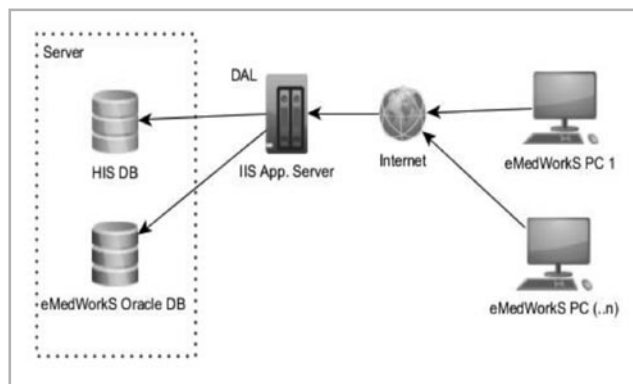 Server
DAL
HIS DB
IIS App. Server
Internet
eMedWorkS PC 1
eMedWorkS Oracle DB
eMedWorkS PC (..n)